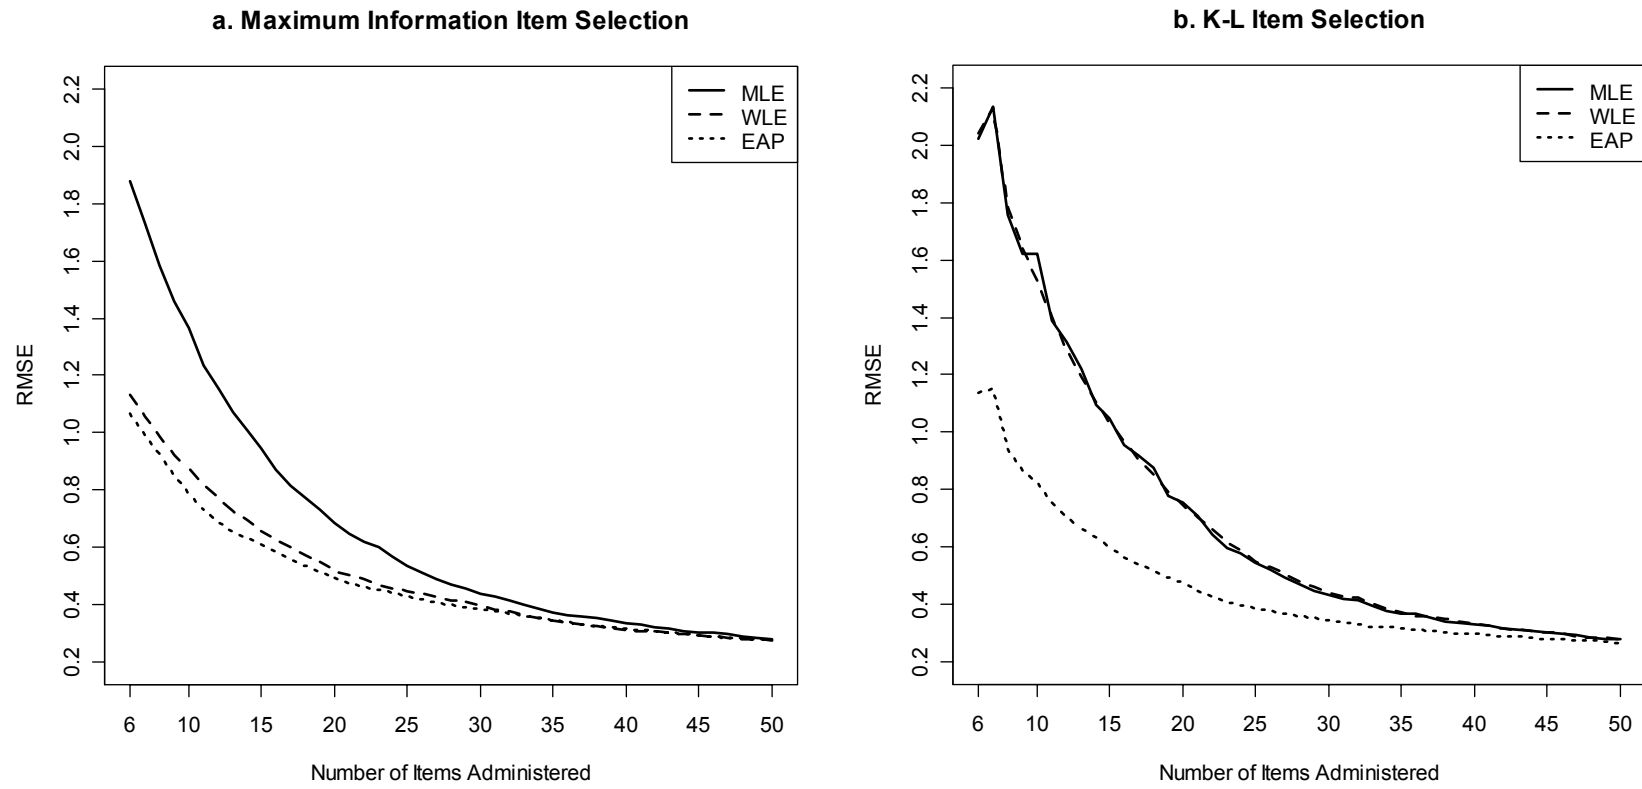 a. Maximum Information Item Selection
MLE
WLE
EAP
2.2
2.0
1.8
1.6
1.4
1.2
1.0
0.8
0.6
0.4
0.2
RMSE
6 10 15 20 25 30 35 40 45 50
Number of Items Administered
b. K-L Item Selection
MLE
WLE
EAP
2.2
2.0
1.8
1.6
1.4
1.2
1.0
0.8
0.6
0.4
0.2
RMSE
6 10 15 20 25 30 35 40 45 50
Number of Items Administered